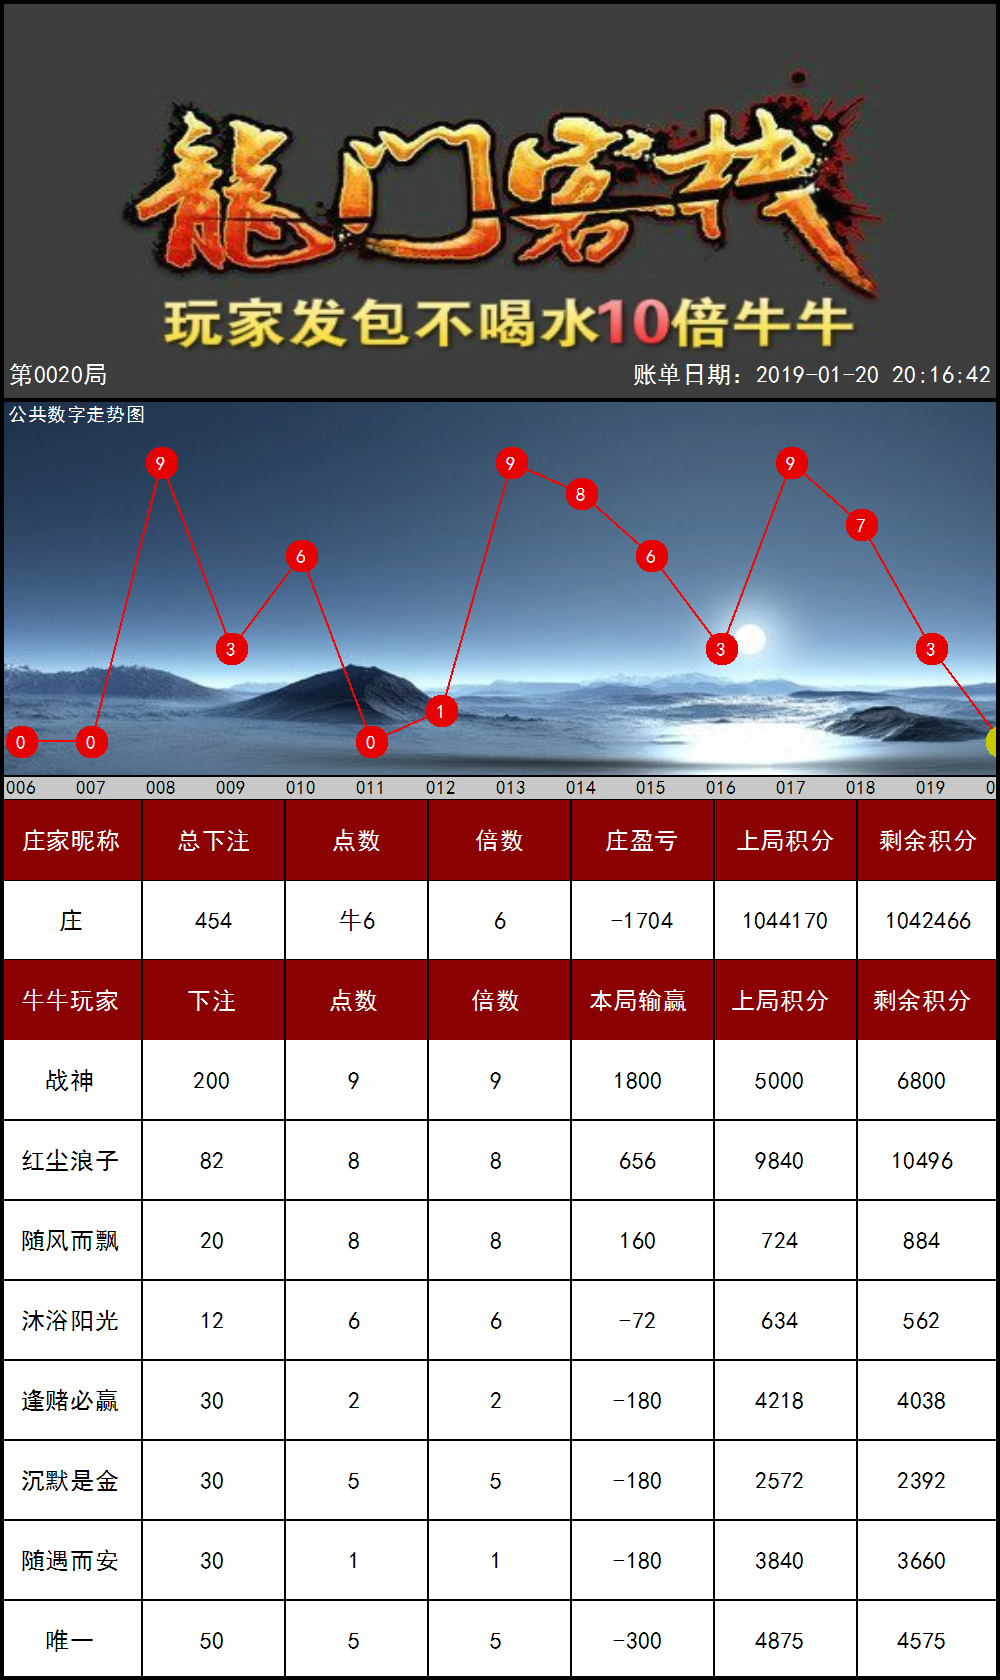 龍门客栈
玩家发包不喝水10倍牛牛
第0020局 账单日期：2019-01-20 20:16:42
公共数字走势图
9 9 9
8
7
6 6
3 3 3
1
0 0 0
006 007 008 009 010 011 012 013 014 015 016 017 018 019 0
庄家昵称 总下注 点数 倍数 庄盈亏 上局积分 剩余积分
庄 454 牛6 6 -1704 1044170 1042466
牛牛玩家 下注 点数 倍数 本局输赢 上局积分 剩余积分
战神 200 9 9 1800 5000 6800
红尘浪子 82 8 8 656 9840 10496
随风而飘 20 8 8 160 724 884
沐浴阳光 12 6 6 -72 634 562
逢赌必赢 30 2 2 -180 4218 4038
沉默是金 30 5 5 -180 2572 2392
随遇而安 30 1 1 -180 3840 3660
唯一 50 5 5 -300 4875 4575